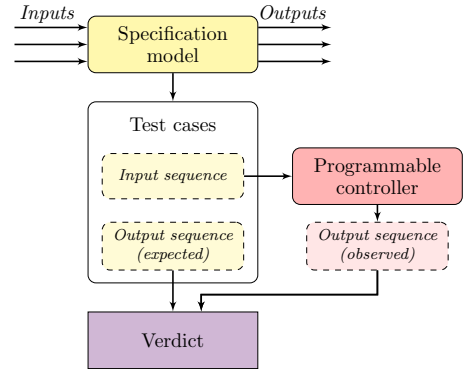 Inputs
Outputs
Specification
model
Test cases
Input sequence
Programmable
controller
Output sequence
(expected)
Output sequence
(observed)
Verdict